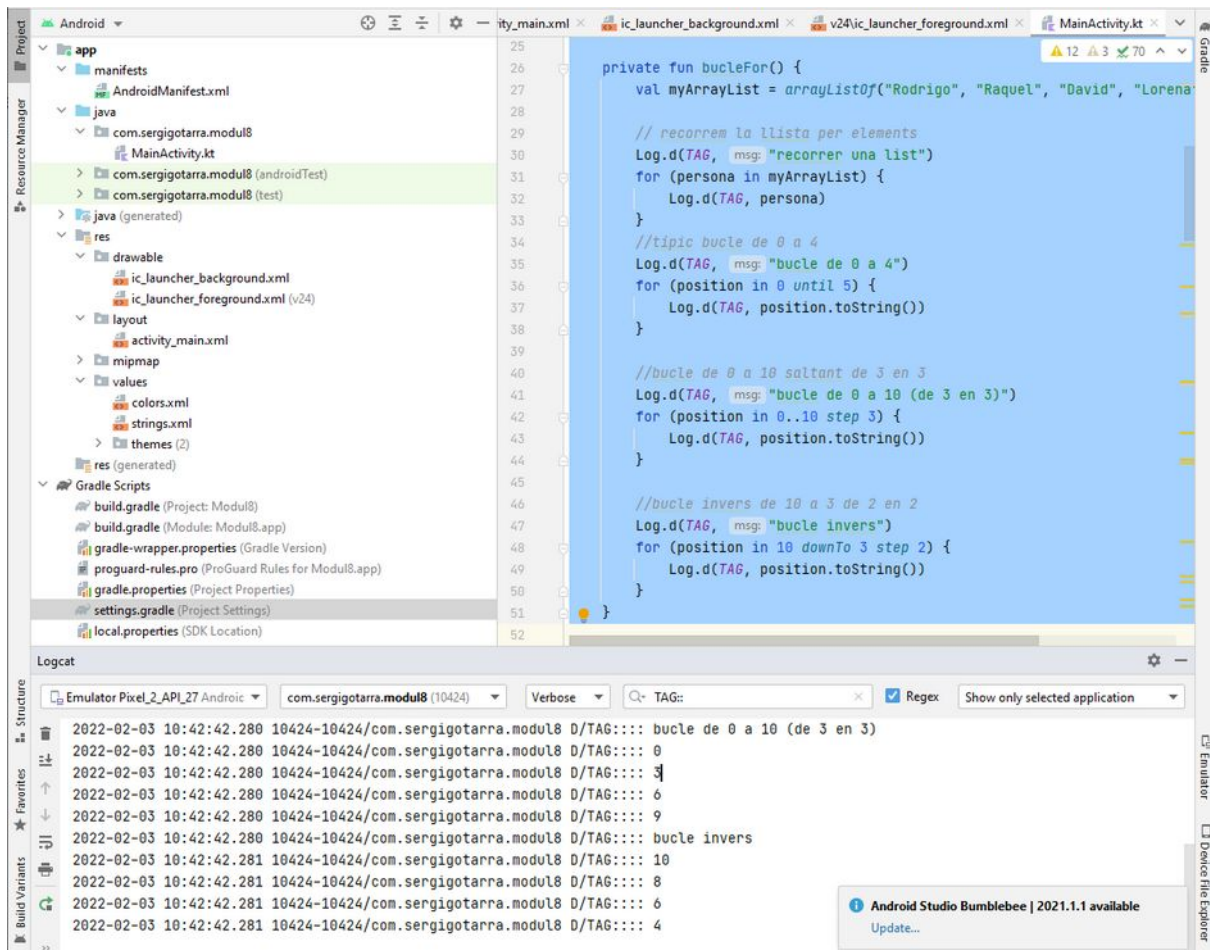 Project
Resource Manager
Structure
Favorites
Build Variants
Android
app
manifests
AndroidManifest.xml
java
com.sergigotarra.modul8
MainActivity.kt
com.sergigotarra.modul8 (androidTest)
com.sergigotarra.modul8 (test)
java (generated)
res
drawable
ic_launcher_background.xml
ic_launcher_foreground.xml (v24)
layout
activity_main.xml
mipmap
values
colors.xml
strings.xml
themes (2)
res (generated)
Gradle Scripts
build.gradle (Project: Modul8)
build.gradle (Module: Modul8.app)
gradle-wrapper.properties (Gradle Version)
proguard-rules.pro (ProGuard Rules for Modul8.app)
gradle.properties (Project Properties)
settings.gradle (Project Settings)
local.properties (SDK Location)
ity_main.xml ic_launcher_background.xml v24\ic_launcher_foreground.xml MainActivity.kt
12 3 70
25
26 private fun bucleFor() {
27 val myArrayList = arrayListOf("Rodrigo", "Raquel", "David", "Lorena
28
29 // recorrem la llista per elements
30 Log.d(TAG, msg: "recorrer una list")
31 for (persona in myArrayList) {
32 Log.d(TAG, persona)
33 }
34 //típic bucle de 0 a 4
35 Log.d(TAG, msg: "bucle de 0 a 4")
36 for (position in 0 until 5) {
37 Log.d(TAG, position.toString())
38 }
39
40 //bucle de 0 a 10 saltant de 3 en 3
41 Log.d(TAG, msg: "bucle de 0 a 10 (de 3 en 3)")
42 for (position in 0..10 step 3) {
43 Log.d(TAG, position.toString())
44 }
45
46 //bucle invers de 10 a 3 de 2 en 2
47 Log.d(TAG, msg: "bucle invers")
48 for (position in 10 downTo 3 step 2) {
49 Log.d(TAG, position.toString())
50 }
51 }
52
Gradle
Emulator
Device File Explorer
Logcat
Emulator Pixel_2_API_27 Androic com.sergigotarra.modul8 (10424) Verbose TAG:: Regex Show only selected application
2022-02-03 10:42:42.280 10424-10424/com.sergigotarra.modul8 D/TAG:::: bucle de 0 a 10 (de 3 en 3)
2022-02-03 10:42:42.280 10424-10424/com.sergigotarra.modul8 D/TAG:::: 0
2022-02-03 10:42:42.280 10424-10424/com.sergigotarra.modul8 D/TAG:::: 3
2022-02-03 10:42:42.280 10424-10424/com.sergigotarra.modul8 D/TAG:::: 6
2022-02-03 10:42:42.280 10424-10424/com.sergigotarra.modul8 D/TAG:::: 9
2022-02-03 10:42:42.280 10424-10424/com.sergigotarra.modul8 D/TAG:::: bucle invers
2022-02-03 10:42:42.281 10424-10424/com.sergigotarra.modul8 D/TAG:::: 10
2022-02-03 10:42:42.281 10424-10424/com.sergigotarra.modul8 D/TAG:::: 8
2022-02-03 10:42:42.281 10424-10424/com.sergigotarra.modul8 D/TAG:::: 6
2022-02-03 10:42:42.281 10424-10424/com.sergigotarra.modul8 D/TAG:::: 4
Android Studio Bumblebee | 2021.1.1 available
Update...